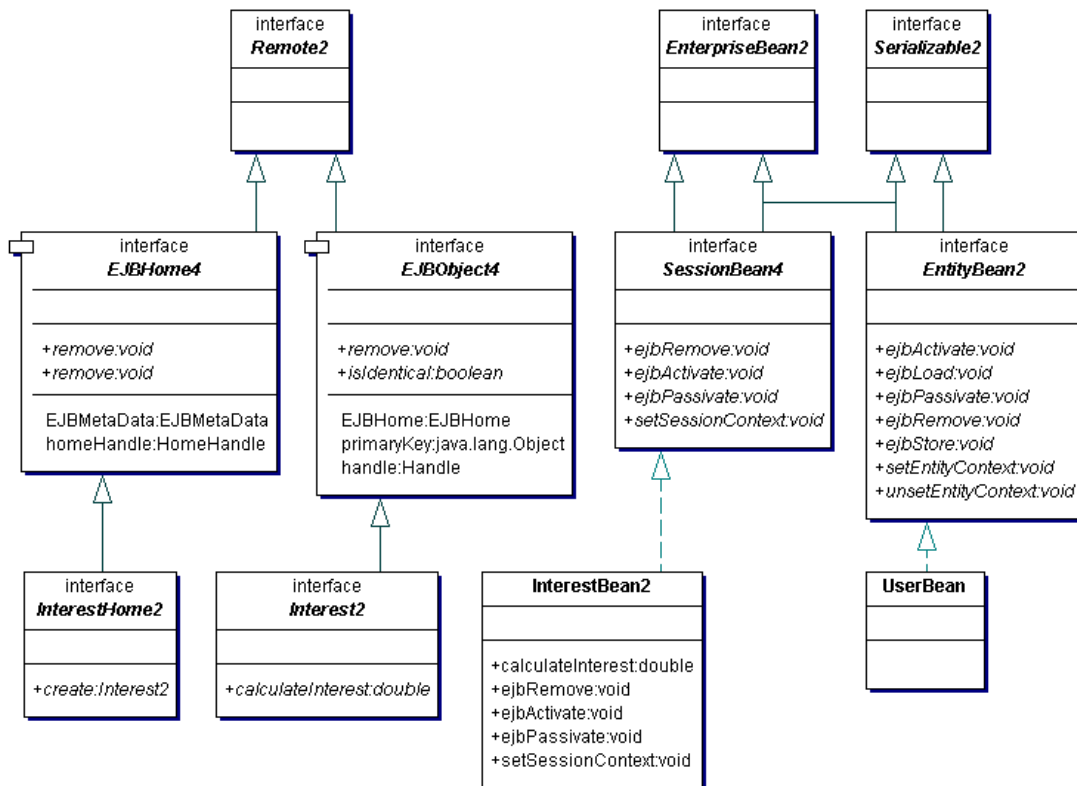 interface
Remote2
interface
EnterpriseBean2
interface
Serializable2
interface
EJBHome4
+remove:void
+remove:void
EJBMetaData:EJBMetaData
homeHandle:HomeHandle
interface
EJBObject4
+remove:void
+isIdentical:boolean
EJBHome:EJBHome
primaryKey:java.lang.Object
handle:Handle
interface
SessionBean4
+ejbRemove:void
+ejbActivate:void
+ejbPassivate:void
+setSessionContext:void
interface
EntityBean2
+ejbActivate:void
+ejbLoad:void
+ejbPassivate:void
+ejbRemove:void
+ejbStore:void
+setEntityContext:void
+unsetEntityContext:void
interface
InterestHome2
+create:Interest2
interface
Interest2
+calculateInterest:double
InterestBean2
+calculateInterest:double
+ejbRemove:void
+ejbActivate:void
+ejbPassivate:void
+setSessionContext:void
UserBean